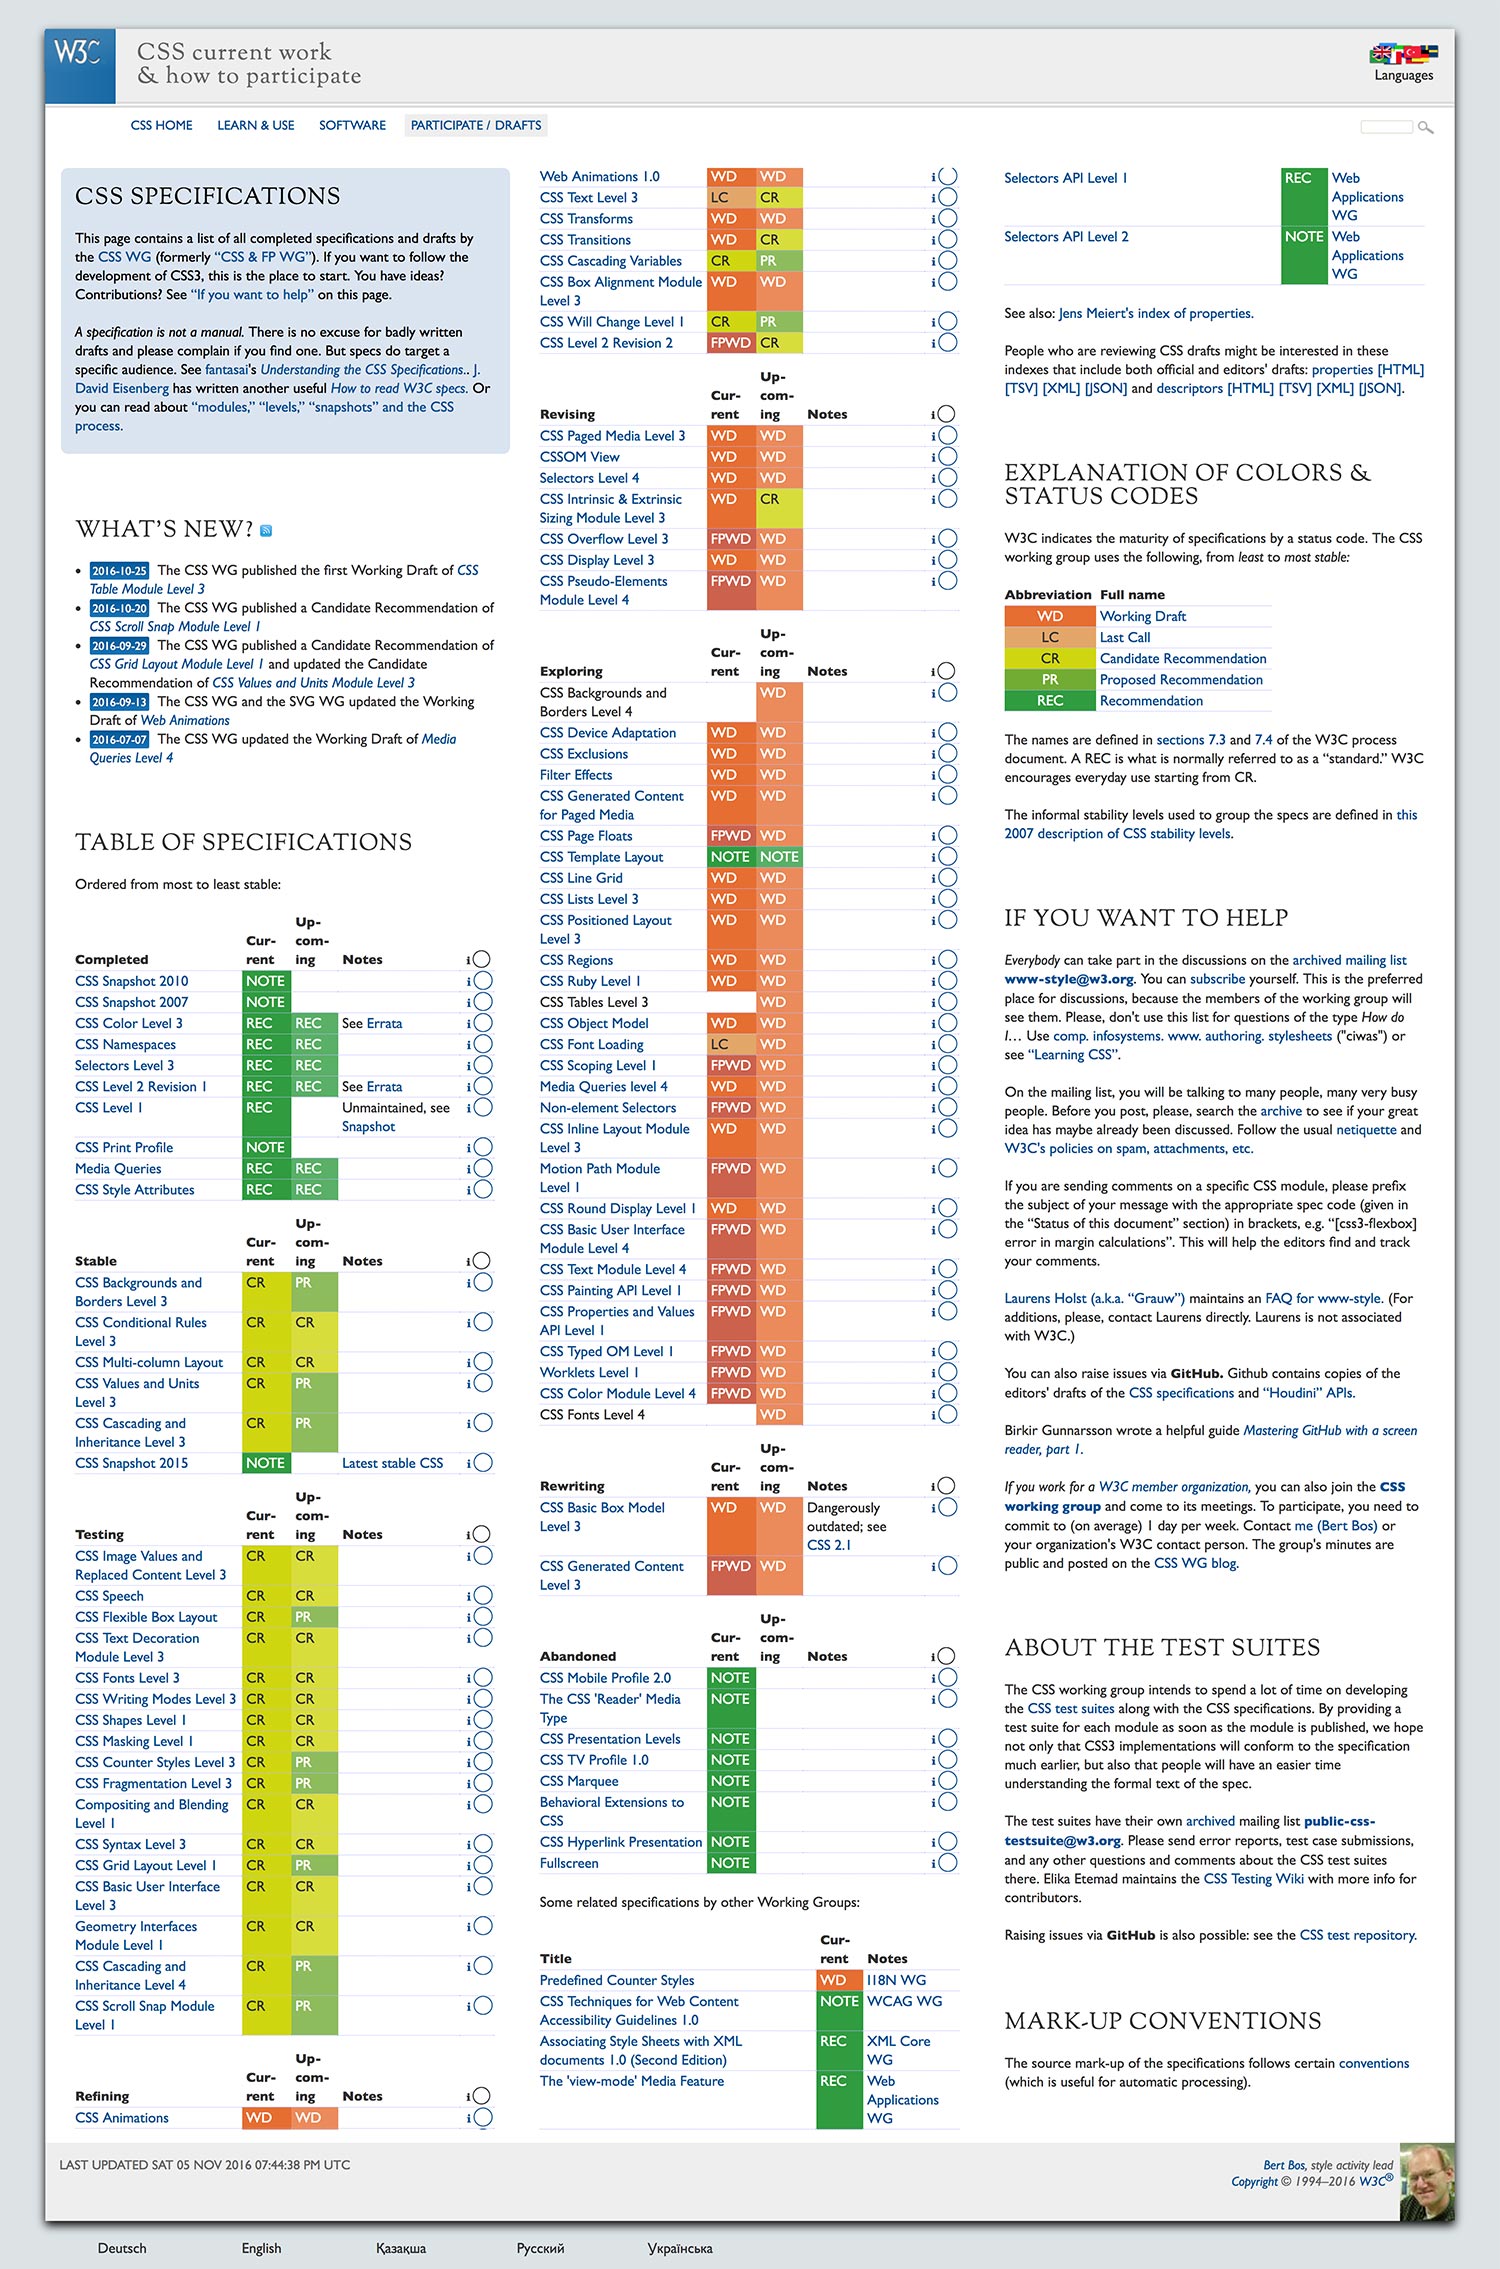 W3C
CSS current work
& how to participate
Languages
CSS HOME LEARN & USE SOFTWARE PARTICIPATE / DRAFTS
CSS SPECIFICATIONS
This page contains a list of all completed specifications and drafts by
the CSS WG (formerly “CSS & FP WG”). If you want to follow the
development of CSS3, this is the place to start. You have ideas?
Contributions? See “If you want to help” on this page.
A specification is not a manual. There is no excuse for badly written
drafts and please complain if you find one. But specs do target a
specific audience. See fantasai's Understanding the CSS Specifications.. J.
David Eisenberg has written another useful How to read W3C specs. Or
you can read about “modules,” “levels,” “snapshots” and the CSS
process.
WHAT’S NEW?
• 2016-10-25 The CSS WG published the first Working Draft of CSS
Table Module Level 3
• 2016-10-20 The CSS WG published a Candidate Recommendation of
CSS Scroll Snap Module Level 1
• 2016-09-29 The CSS WG published a Candidate Recommendation of
CSS Grid Layout Module Level 1 and updated the Candidate
Recommendation of CSS Values and Units Module Level 3
• 2016-09-13 The CSS WG and the SVG WG updated the Working
Draft of Web Animations
• 2016-07-07 The CSS WG updated the Working Draft of Media
Queries Level 4
TABLE OF SPECIFICATIONS
Ordered from most to least stable:
Up-
Cur- com-
Completed rent ing Notes i
CSS Snapshot 2010 NOTE i
CSS Snapshot 2007 NOTE i
CSS Color Level 3 REC REC See Errata i
CSS Namespaces REC REC i
Selectors Level 3 REC REC i
CSS Level 2 Revision 1 REC REC See Errata i
CSS Level 1 REC Unmaintained, see i
Snapshot
CSS Print Profile NOTE i
Media Queries REC REC i
CSS Style Attributes REC REC i
Up-
Cur- com-
Stable rent ing Notes i
CSS Backgrounds and CR PR i
Borders Level 3
CSS Conditional Rules CR CR i
Level 3
CSS Multi-column Layout CR CR i
CSS Values and Units CR PR i
Level 3
CSS Cascading and CR PR i
Inheritance Level 3
CSS Snapshot 2015 NOTE Latest stable CSS i
Up-
Cur- com-
Testing rent ing Notes i
CSS Image Values and CR CR i
Replaced Content Level 3
CSS Speech CR CR i
CSS Flexible Box Layout CR PR i
CSS Text Decoration CR CR i
Module Level 3
CSS Fonts Level 3 CR CR i
CSS Writing Modes Level 3 CR CR i
CSS Shapes Level 1 CR CR i
CSS Masking Level 1 CR CR i
CSS Counter Styles Level 3 CR PR i
CSS Fragmentation Level 3 CR PR i
Compositing and Blending CR CR i
Level 1
CSS Syntax Level 3 CR CR i
CSS Grid Layout Level 1 CR PR i
CSS Basic User Interface CR CR i
Level 3
Geometry Interfaces CR CR i
Module Level 1
CSS Cascading and CR PR i
Inheritance Level 4
CSS Scroll Snap Module CR PR i
Level 1
Up-
Cur- com-
Refining rent ing Notes i
CSS Animations WD WD i
Web Animations 1.0 WD WD i
CSS Text Level 3 LC CR i
CSS Transforms WD WD i
CSS Transitions WD CR i
CSS Cascading Variables CR PR i
CSS Box Alignment Module WD WD i
Level 3
CSS Will Change Level 1 CR PR i
CSS Level 2 Revision 2 FPWD CR i
Up-
Cur- com-
Revising rent ing Notes i
CSS Paged Media Level 3 WD WD i
CSSOM View WD WD i
Selectors Level 4 WD WD i
CSS Intrinsic & Extrinsic WD CR i
Sizing Module Level 3
CSS Overflow Level 3 FPWD WD i
CSS Display Level 3 WD WD i
CSS Pseudo-Elements FPWD WD i
Module Level 4
Up-
Cur- com-
Exploring rent ing Notes i
CSS Backgrounds and WD i
Borders Level 4
CSS Device Adaptation WD WD i
CSS Exclusions WD WD i
Filter Effects WD WD i
CSS Generated Content WD WD i
for Paged Media
CSS Page Floats FPWD WD i
CSS Template Layout NOTE NOTE i
CSS Line Grid WD WD i
CSS Lists Level 3 WD WD i
CSS Positioned Layout WD WD i
Level 3
CSS Regions WD WD i
CSS Ruby Level 1 WD WD i
CSS Tables Level 3 WD i
CSS Object Model WD WD i
CSS Font Loading LC WD i
CSS Scoping Level 1 FPWD WD i
Media Queries level 4 WD WD i
Non-element Selectors FPWD WD i
CSS Inline Layout Module WD WD i
Level 3
Motion Path Module FPWD WD i
Level 1
CSS Round Display Level 1 WD WD i
CSS Basic User Interface FPWD WD i
Module Level 4
CSS Text Module Level 4 FPWD WD i
CSS Painting API Level 1 FPWD WD i
CSS Properties and Values FPWD WD i
API Level 1
CSS Typed OM Level 1 FPWD WD i
Worklets Level 1 FPWD WD i
CSS Color Module Level 4 FPWD WD i
CSS Fonts Level 4 WD i
Up-
Cur- com-
Rewriting rent ing Notes i
CSS Basic Box Model WD WD Dangerously i
Level 3 outdated; see
CSS 2.1
CSS Generated Content FPWD WD i
Level 3
Up-
Cur- com-
Abandoned rent ing Notes i
CSS Mobile Profile 2.0 NOTE i
The CSS 'Reader' Media NOTE i
Type
CSS Presentation Levels NOTE i
CSS TV Profile 1.0 NOTE i
CSS Marquee NOTE i
Behavioral Extensions to NOTE i
CSS
CSS Hyperlink Presentation NOTE i
Fullscreen NOTE i
Some related specifications by other Working Groups:
Cur-
Title rent Notes
Predefined Counter Styles WD I18N WG
CSS Techniques for Web Content NOTE WCAG WG
Accessibility Guidelines 1.0
Associating Style Sheets with XML REC XML Core
documents 1.0 (Second Edition) WG
The 'view-mode' Media Feature REC Web
Applications
WG
Selectors API Level 1 REC Web
Applications
WG
Selectors API Level 2 NOTE Web
Applications
WG
See also: Jens Meiert's index of properties.
People who are reviewing CSS drafts might be interested in these
indexes that include both official and editors' drafts: properties [HTML]
[TSV] [XML] [JSON] and descriptors [HTML] [TSV] [XML] [JSON].
EXPLANATION OF COLORS &
STATUS CODES
W3C indicates the maturity of specifications by a status code. The CSS
working group uses the following, from least to most stable:
Abbreviation Full name
WD Working Draft
LC Last Call
CR Candidate Recommendation
PR Proposed Recommendation
REC Recommendation
The names are defined in sections 7.3 and 7.4 of the W3C process
document. A REC is what is normally referred to as a “standard.” W3C
encourages everyday use starting from CR.
The informal stability levels used to group the specs are defined in this
2007 description of CSS stability levels.
IF YOU WANT TO HELP
Everybody can take part in the discussions on the archived mailing list
www-style@w3.org. You can subscribe yourself. This is the preferred
place for discussions, because the members of the working group will
see them. Please, don't use this list for questions of the type How do
I… Use comp. infosystems. www. authoring. stylesheets ("ciwas") or
see “Learning CSS”.
On the mailing list, you will be talking to many people, many very busy
people. Before you post, please, search the archive to see if your great
idea has maybe already been discussed. Follow the usual netiquette and
W3C's policies on spam, attachments, etc.
If you are sending comments on a specific CSS module, please prefix
the subject of your message with the appropriate spec code (given in
the “Status of this document” section) in brackets, e.g. “[css3-flexbox]
error in margin calculations”. This will help the editors find and track
your comments.
Laurens Holst (a.k.a. “Grauw”) maintains an FAQ for www-style. (For
additions, please, contact Laurens directly. Laurens is not associated
with W3C.)
You can also raise issues via GitHub. Github contains copies of the
editors' drafts of the CSS specifications and “Houdini” APIs.
Birkir Gunnarsson wrote a helpful guide Mastering GitHub with a screen
reader, part 1.
If you work for a W3C member organization, you can also join the CSS
working group and come to its meetings. To participate, you need to
commit to (on average) 1 day per week. Contact me (Bert Bos) or
your organization's W3C contact person. The group's minutes are
public and posted on the CSS WG blog.
ABOUT THE TEST SUITES
The CSS working group intends to spend a lot of time on developing
the CSS test suites along with the CSS specifications. By providing a
test suite for each module as soon as the module is published, we hope
not only that CSS3 implementations will conform to the specification
much earlier, but also that people will have an easier time
understanding the formal text of the spec.
The test suites have their own archived mailing list public-css-
testsuite@w3.org. Please send error reports, test case submissions,
and any other questions and comments about the CSS test suites
there. Elika Etemad maintains the CSS Testing Wiki with more info for
contributors.
Raising issues via GitHub is also possible: see the CSS test repository.
MARK-UP CONVENTIONS
The source mark-up of the specifications follows certain conventions
(which is useful for automatic processing).
LAST UPDATED SAT 05 NOV 2016 07:44:38 PM UTC
Bert Bos, style activity lead
Copyright © 1994–2016 W3C®
Deutsch English Қазақша Русский Українська